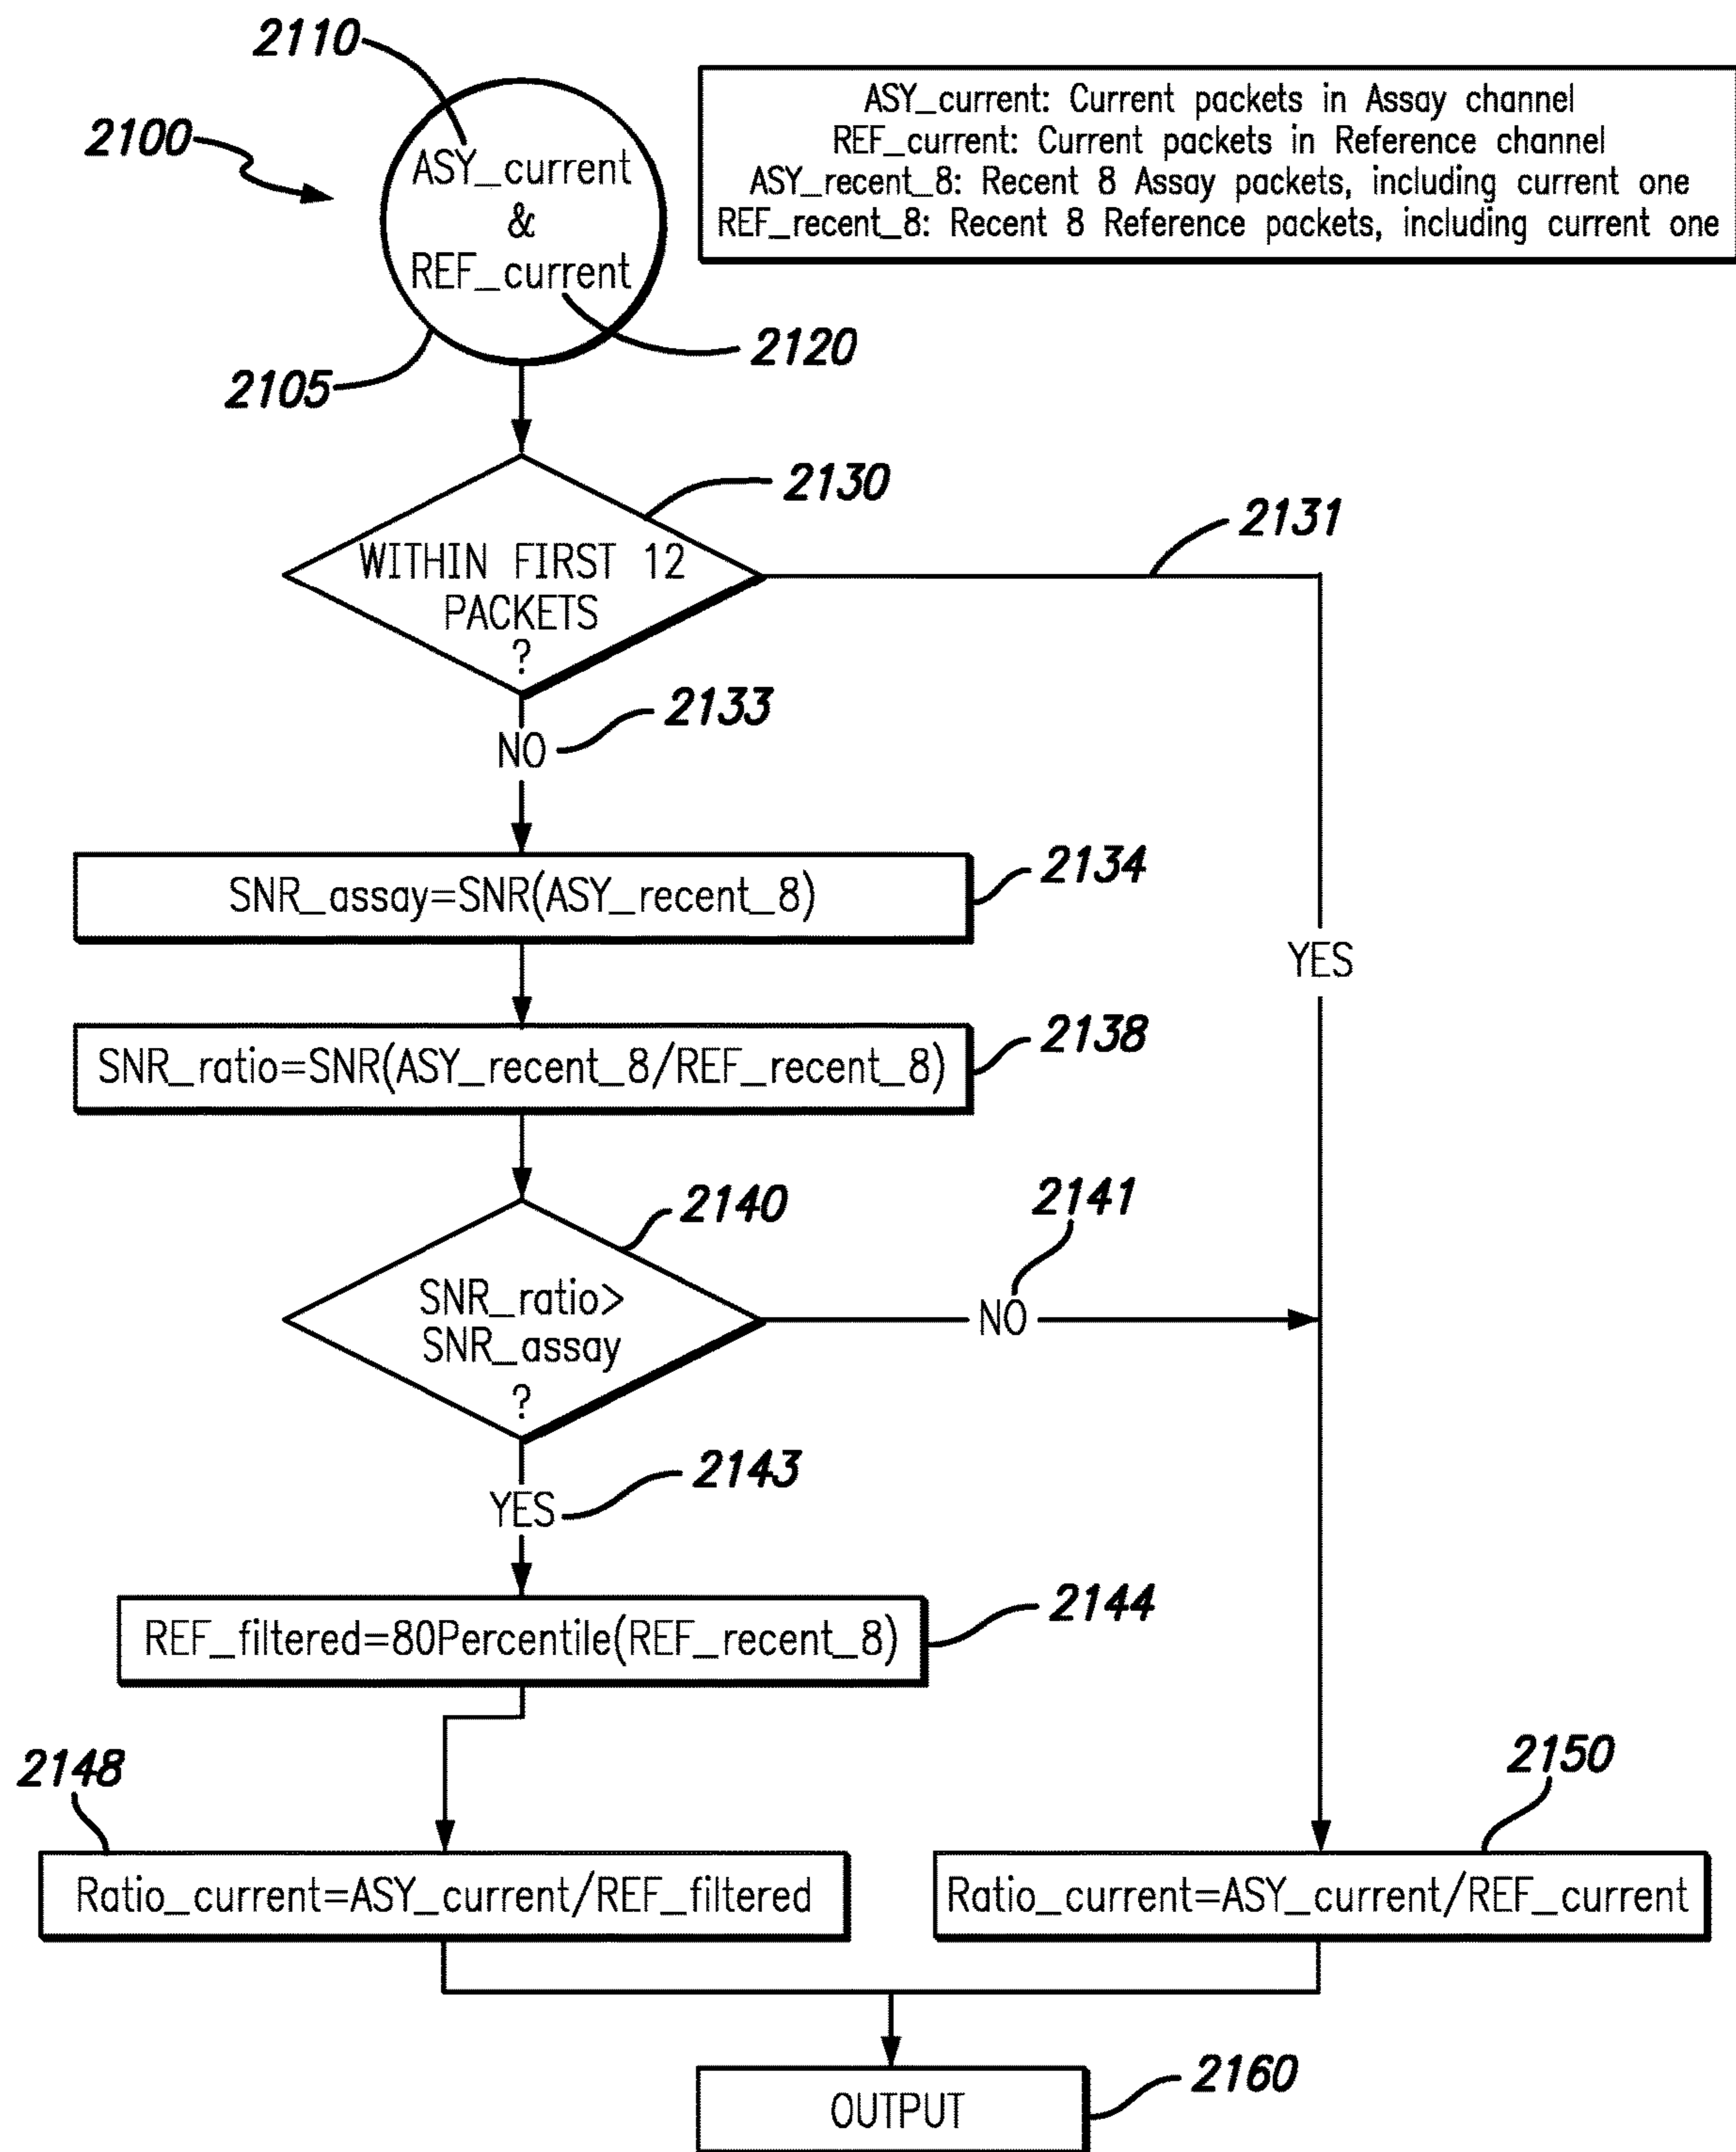 2110
2100
ASY_current
&
REF_current
2120
2105
ASY_current: Current packets in Assay channel
REF_current: Current packets in Reference channel
ASY_recent_8: Recent 8 Assay packets, including current one
REF_recent_8: Recent 8 Reference packets, including current one
2130
2131
WITHIN FIRST 12
PACKETS
?
2133
NO
2134
SNR_assay=SNR(ASY_recent_8)
YES
2138
SNR_ratio=SNR(ASY_recent_8/REF_recent_8)
2140
2141
SNR_ratio>
SNR_assay
?
NO
2143
YES
2144
REF_filtered=80Percentile(REF_recent_8)
2148
2150
Ratio_current=ASY_current/REF_filtered
Ratio_current=ASY_current/REF_current
2160
OUTPUT